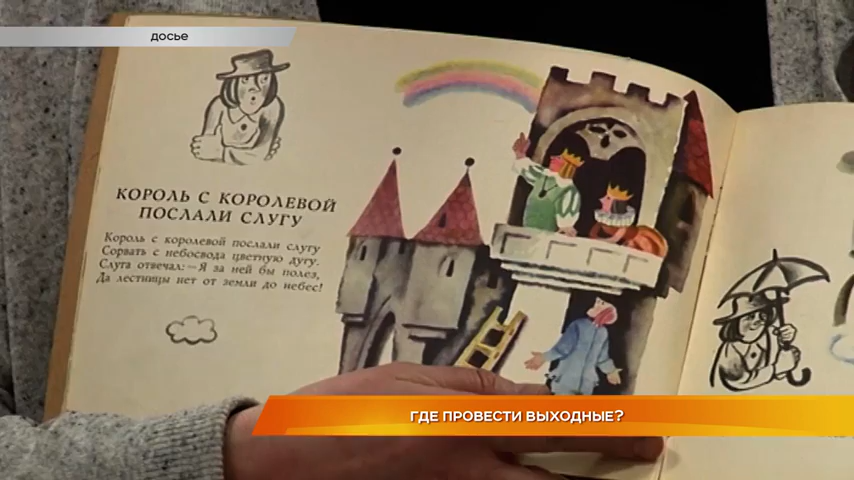 ДОСЬЕ
КОРОЛЬ С КОРОЛЕВОЙ
ПОСЛАЛИ СЛУГУ
Король с королевой послали слугу
Сорвать с небосвода цветную дугу.
Слуга отвечал:—Я за ней бы полез,
Да лестницы нет от земли до небес!
ГДЕ ПРОВЕСТИ ВЫХОДНЫЕ?